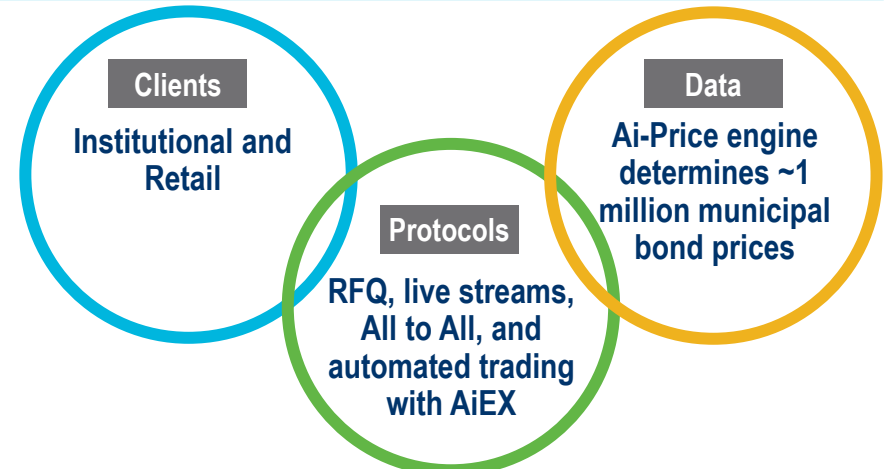 Clients
Institutional and
Retail
Protocols
RFQ, live streams,
All to All, and
automated trading
with AiEX
Data
Ai-Price engine
determines ~1
million municipal
bond prices